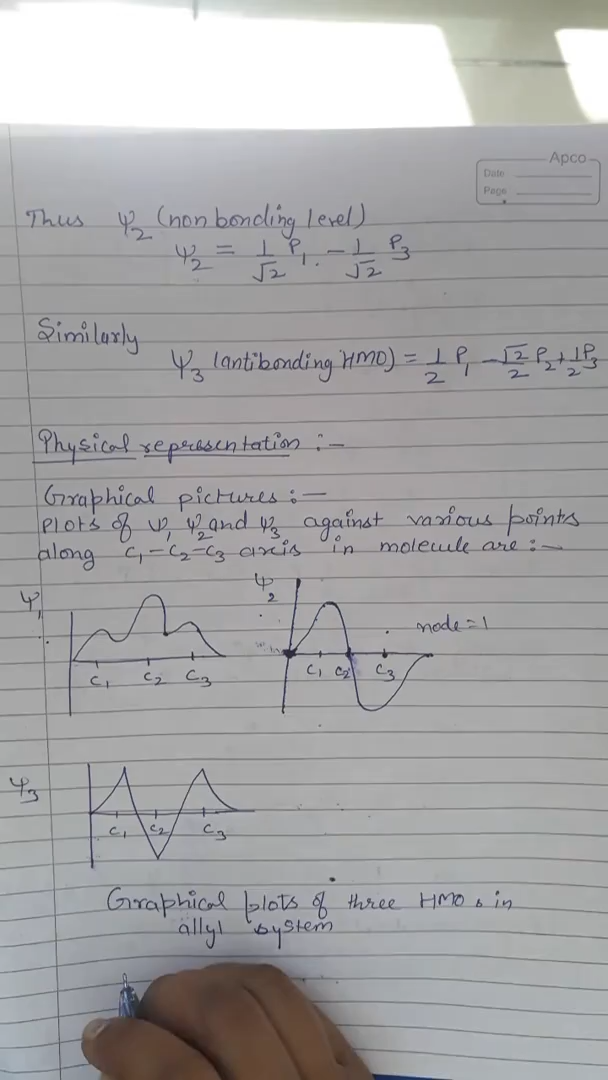 Apco
Date
Page
Thus ψ₂ (non bonding level)
ψ₂ = 1/√2 P₁ - 1/√2 P₃
Similarly
ψ₃ (antibonding HMO) = 1/2 P₁ - √2/2 P₂ + 1/2 P₃
Physical representation :-
Graphical pictures :-
Plots of ψ₁ ψ₂ and ψ₃ against various points
along C₁-C₂-C₃ axis in molecule are :-
ψ₁
C₁ C₂ C₃
ψ₂
node = 1
C₁ C₂ C₃
ψ₃
C₁ C₂ C₃
Graphical plots of three HMOs in
allyl system